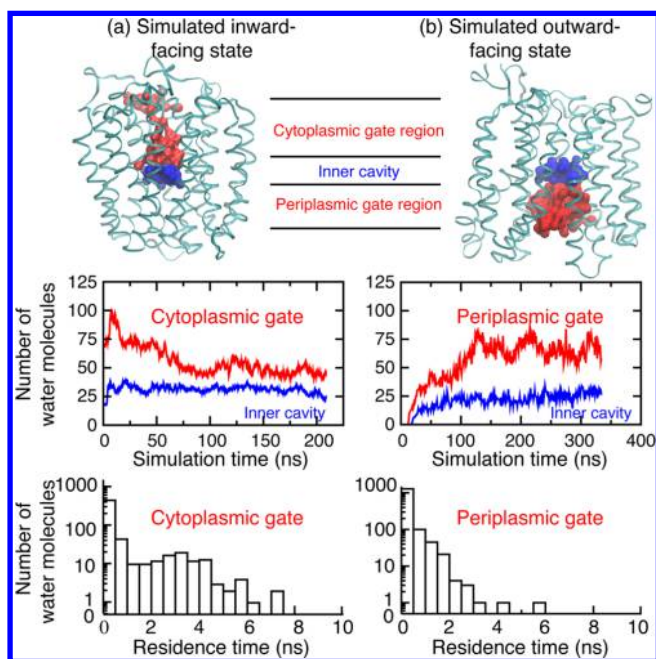 (a) Simulated inward-
facing state
(b) Simulated outward-
facing state
Cytoplasmic gate region
Inner cavity
Periplasmic gate region
Number of
water molecules
125
100
75
50
25
0
Cytoplasmic gate
Inner cavity
0 50 100 150 200
Simulation time (ns)
125
100
75
50
25
0
Periplasmic gate
Inner cavity
0 100 200 300 400
Simulation time (ns)
Number of
water molecules
1000
100
10
1
0
Cytoplasmic gate
0 2 4 6 8 10
Residence time (ns)
1000
100
10
1
0
Periplasmic gate
0 2 4 6 8 10
Residence time (ns)